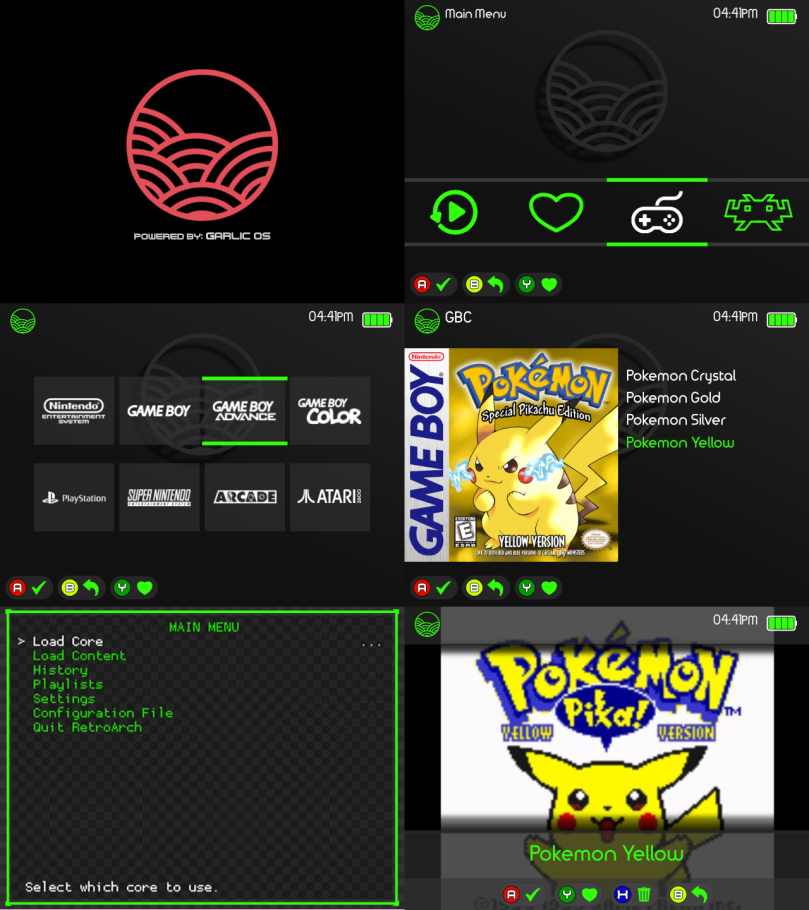 POWERED BY: GARLIC OS
Main Menu
04:41PM
A
B
Y
04:41PM
Nintendo
ENTERTAINMENT
SYSTEM
GAME BOY
GAME BOY
ADVANCE
GAME BOY
COLOR
PlayStation
SUPER NINTENDO
ENTERTAINMENT SYSTEM
ARCADE
ATARI 2600
A
B
Y
GBC
04:41PM
Nintendo
GAME BOY
POKéMON
Special Pikachu Edition
EVERYONE
E
ESRB
YELLOW VERSION
Pokemon Crystal
Pokemon Gold
Pokemon Silver
Pokemon Yellow
A
B
Y
MAIN MENU
> Load Core ...
Load Content
History
Playlists
Settings
Configuration File
Quit RetroArch
Select which core to use.
04:41PM
POKéMON
TM
Pika!
YELLOW VERSION
Pokemon Yellow
A
Y
X
B